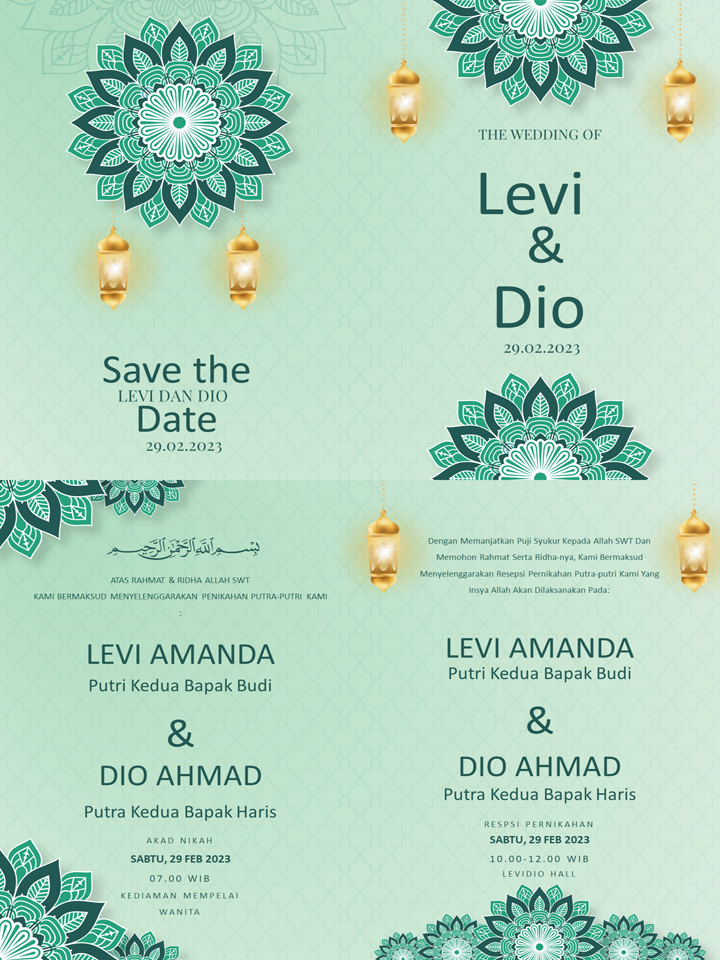 Save the
LEVI DAN DIO
Date
29.02.2023
THE WEDDING OF
Levi
&
Dio
29.02.2023
بسم الله الرحمن الرحيم
ATAS RAHMAT & RIDHA ALLAH SWT
KAMI BERMAKSUD MENYELENGGARAKAN PENIKAHAN PUTRA-PUTRI KAMI
:
LEVI AMANDA
Putri Kedua Bapak Budi
&
DIO AHMAD
Putra Kedua Bapak Haris
AKAD NIKAH
SABTU, 29 FEB 2023
07.00 WIB
KEDIAMAN MEMPELAI
WANITA
Dengan Memanjatkan Puji Syukur Kepada Allah SWT Dan
Memohon Rahmat Serta Ridha-nya, Kami Bermaksud
Menyelenggarakan Resepsi Pernikahan Putra-putri Kami Yang
Insya Allah Akan Dilaksanakan Pada:
LEVI AMANDA
Putri Kedua Bapak Budi
&
DIO AHMAD
Putra Kedua Bapak Haris
RESPSI PERNIKAHAN
SABTU, 29 FEB 2023
10.00-12.00 WIB
LEVIDIO HALL